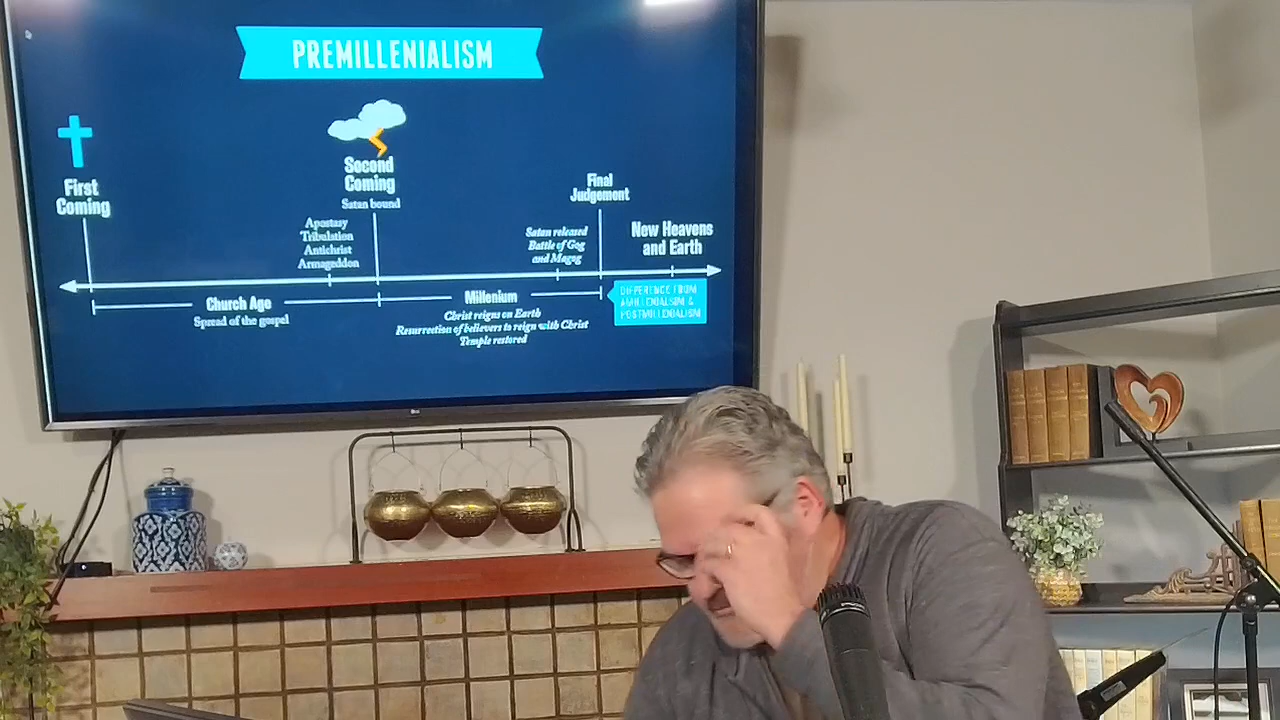 PREMILLENIALISM
First
Coming
Second
Coming
Satan bound
Apostasy
Tribulation
Antichrist
Armageddon
Final
Judgement
Satan released
Battle of Gog
and Magog
New Heavens
and Earth
Church Age
Spread of the gospel
Millenium
Christ reigns on Earth
Resurrection of believers to reign with Christ
Temple restored
DIFFERENCE FROM
AMILLENIALSIM &
POSTMILLENIALISM
LG